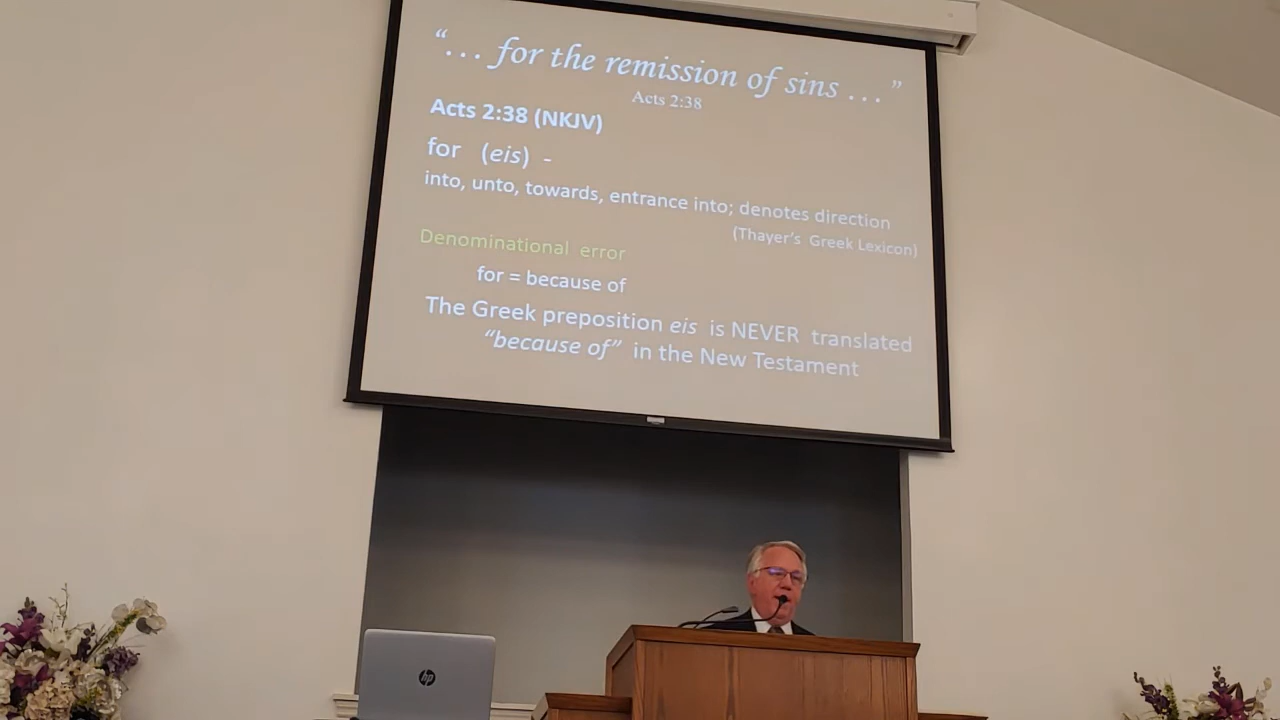 “... for the remission of sins ...”
Acts 2:38
Acts 2:38 (NKJV)
for (eis) -
into, unto, towards, entrance into; denotes direction
(Thayer's Greek Lexicon)
Denominational error
for = because of
The Greek preposition eis is NEVER translated
“because of” in the New Testament
hp